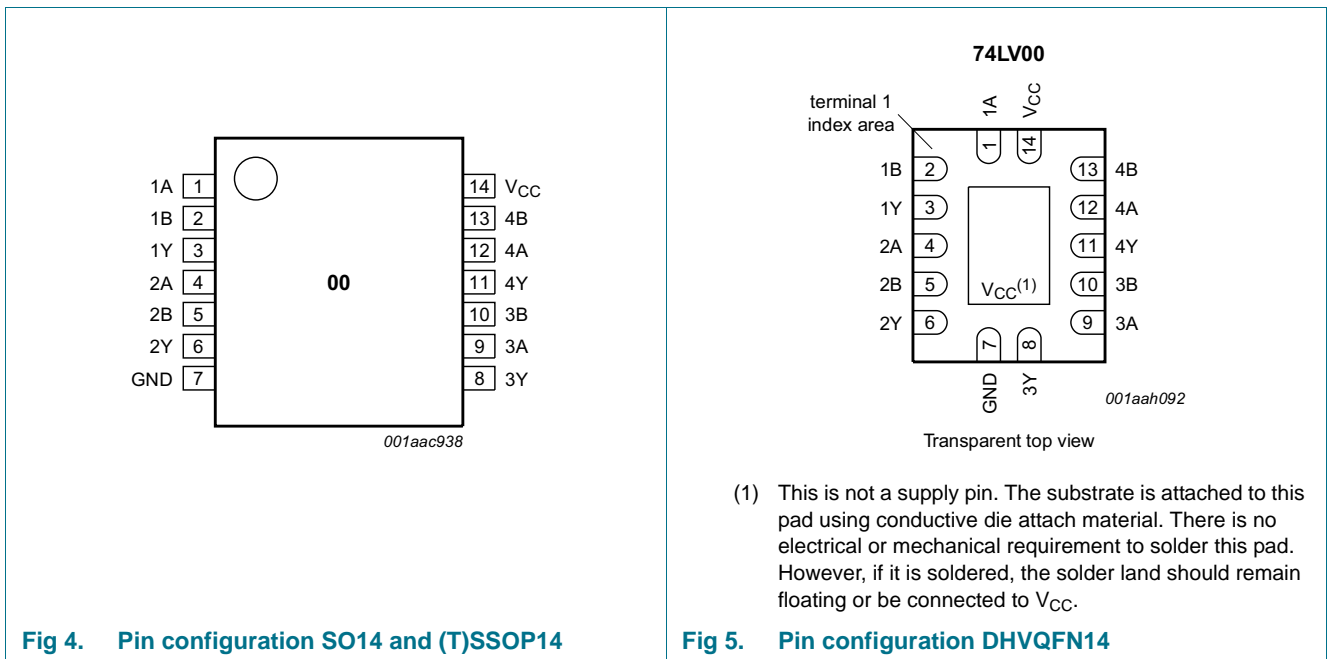 1A 1
1B 2
1Y 3
2A 4
2B 5
2Y 6
GND 7
00
14 VCC
13 4B
12 4A
11 4Y
10 3B
9 3A
8 3Y
001aac938
Fig 4. Pin configuration SO14 and (T)SSOP14
74LV00
terminal 1
index area
1A VCC
1 14
1B 2
1Y 3
2A 4
2B 5
2Y 6
VCC(1)
13 4B
12 4A
11 4Y
10 3B
9 3A
7 8
GND 3Y
001aah092
Transparent top view
(1) This is not a supply pin. The substrate is attached to this
pad using conductive die attach material. There is no
electrical or mechanical requirement to solder this pad.
However, if it is soldered, the solder land should remain
floating or be connected to VCC.
Fig 5. Pin configuration DHVQFN14